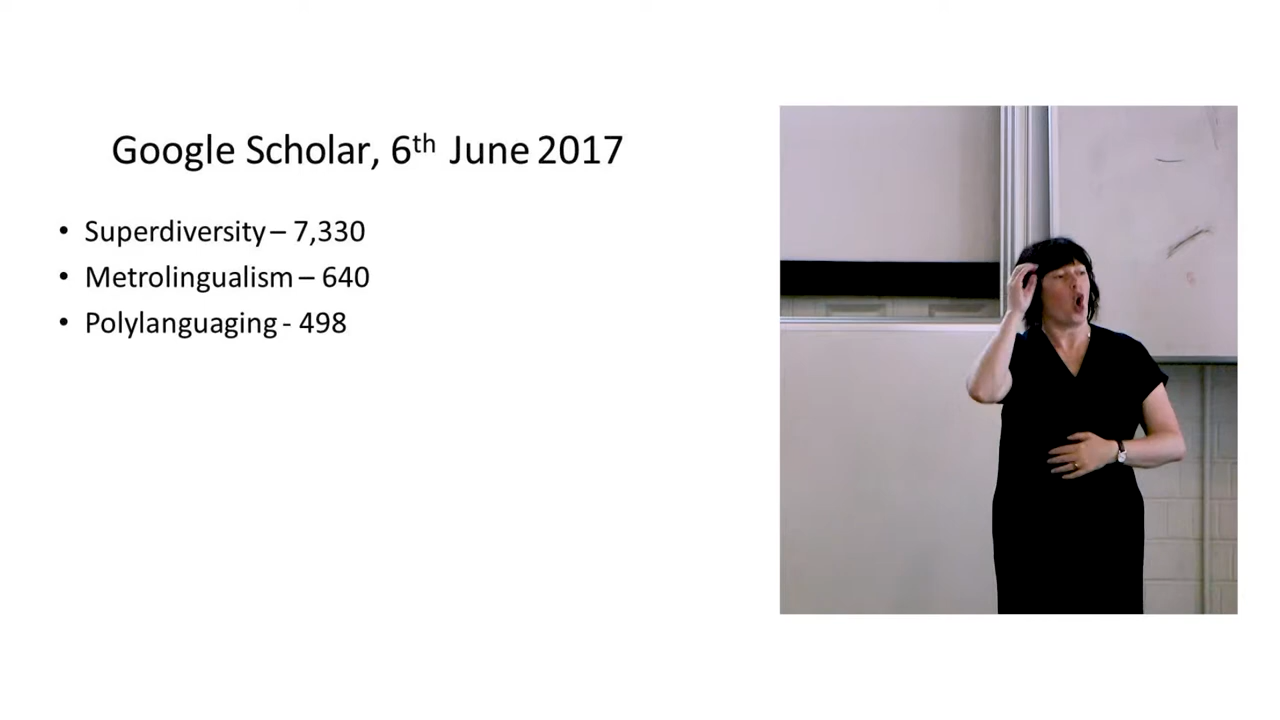 Google Scholar, 6th June 2017
• Superdiversity – 7,330
• Metrolingualism – 640
• Polylanguaging - 498